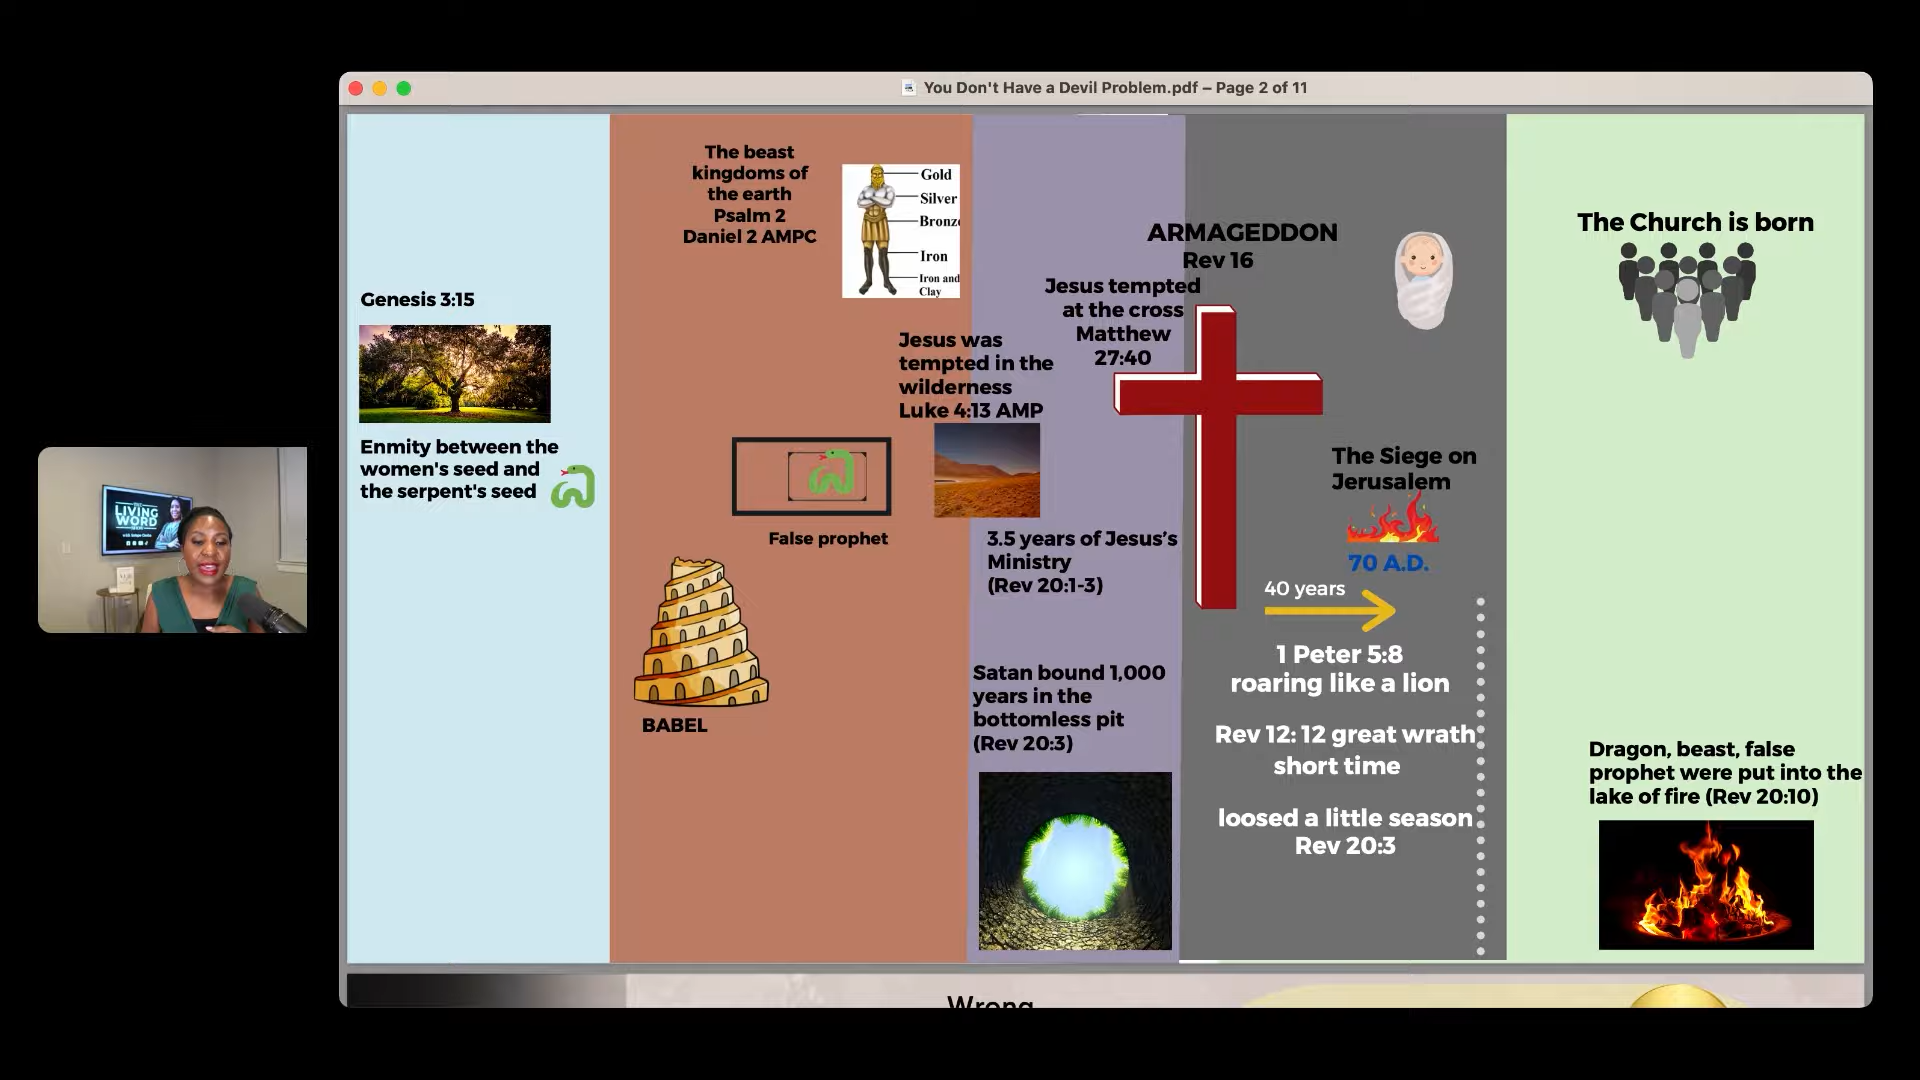 You Don't Have a Devil Problem.pdf – Page 2 of 11
Genesis 3:15
Enmity between the
women's seed and
the serpent's seed
The beast
kingdoms of
the earth
Psalm 2
Daniel 2 AMPC
Gold
Silver
Bronze
Iron
Iron and
Clay
Jesus was
tempted in the
wilderness
Luke 4:13 AMP
False prophet
BABEL
3.5 years of Jesus's
Ministry
(Rev 20:1-3)
Satan bound 1,000
years in the
bottomless pit
(Rev 20:3)
ARMAGEDDON
Rev 16
Jesus tempted
at the cross
Matthew
27:40
The Siege on
Jerusalem
70 A.D.
40 years
1 Peter 5:8
roaring like a lion
Rev 12: 12 great wrath
short time
loosed a little season
Rev 20:3
The Church is born
Dragon, beast, false
prophet were put into the
lake of fire (Rev 20:10)
LIVING
WORD
Wrong